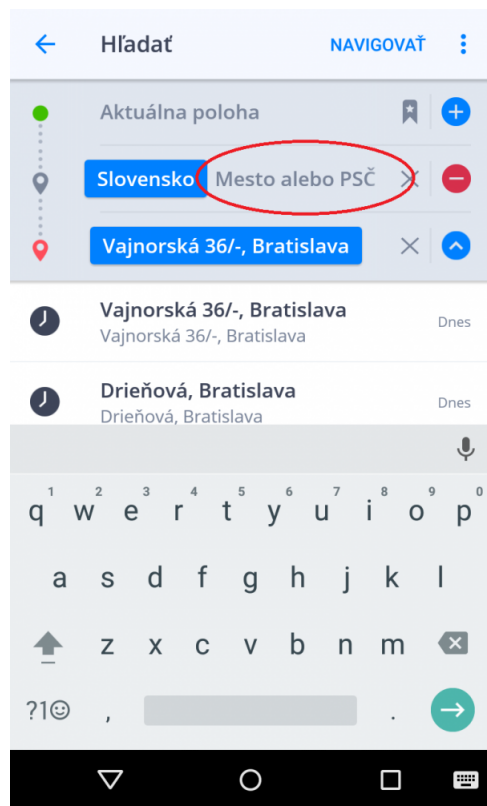 Hľadať NAVIGOVAŤ
Aktuálna poloha
Slovensko Mesto alebo PSČ
Vajnorská 36/-, Bratislava
Vajnorská 36/-, Bratislava
Vajnorská 36/-, Bratislava
Dnes
Drieňová, Bratislava
Drieňová, Bratislava
Dnes
1 2 3 4 5 6 7 8 9 0
q w e r t y u i o p
a s d f g h j k l
z x c v b n m
?1☺ , .